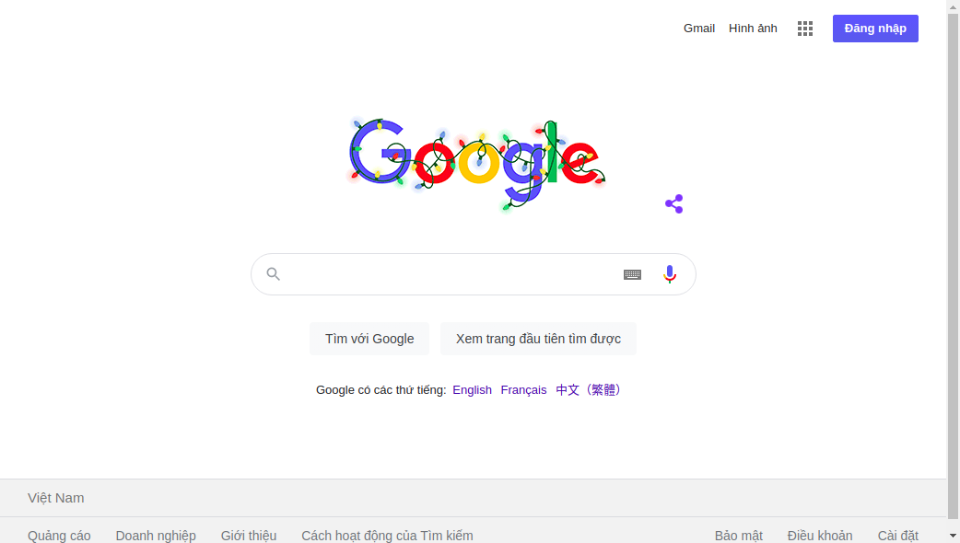 Gmail Hình ảnh Đăng nhập
Google
Tìm với Google Xem trang đầu tiên tìm được
Google có các thứ tiếng: English Français 中文（繁體）
Việt Nam
Quảng cáo Doanh nghiệp Giới thiệu Cách hoạt động của Tìm kiếm Bảo mật Điều khoản Cài đặt